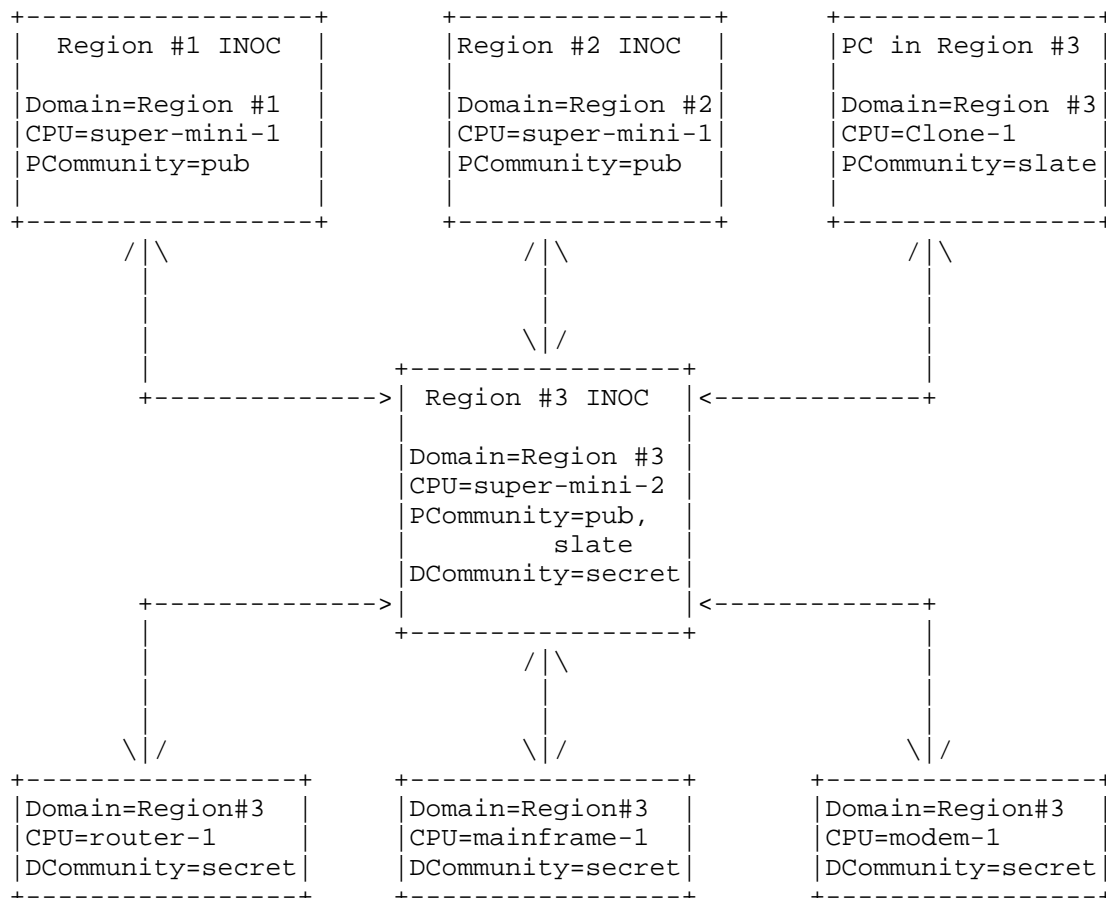 Region #1 INOC
Domain=Region #1
CPU=super-mini-1
PCommunity=pub
Region #2 INOC
Domain=Region #2
CPU=super-mini-1
PCommunity=pub
PC in Region #3
Domain=Region #3
CPU=Clone-1
PCommunity=slate
Region #3 INOC
Domain=Region #3
CPU=super-mini-2
PCommunity=pub,
slate
DCommunity=secret
Domain=Region#3
CPU=router-1
DCommunity=secret
Domain=Region#3
CPU=mainframe-1
DCommunity=secret
Domain=Region#3
CPU=modem-1
DCommunity=secret